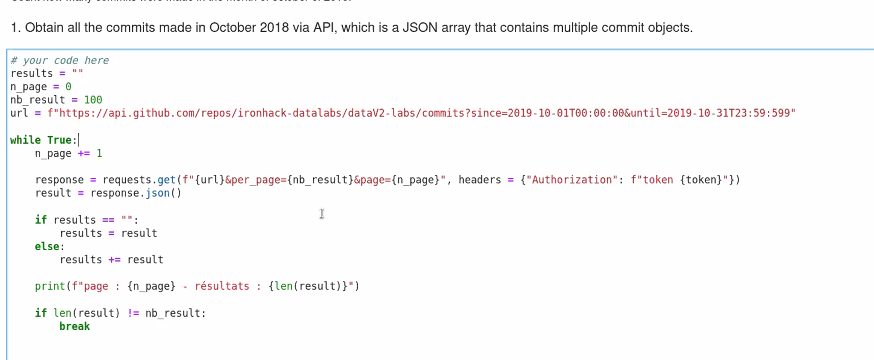 1. Obtain all the commits made in October 2018 via API, which is a JSON array that contains multiple commit objects.
# your code here
results = ""
n_page = 0
nb_result = 100
url = f"https://api.github.com/repos/ironhack-datalabs/dataV2-labs/commits?since=2019-10-01T00:00:00&until=2019-10-31T23:59:599"
while True:
    n_page += 1
    response = requests.get(f"{url}&per_page={nb_result}&page={n_page}", headers = {"Authorization": f"token {token}"})
    result = response.json()
    if results == "":
        results = result
    else:
        results += result
    print(f"page : {n_page} - résultats : {len(result)}")
    if len(result) != nb_result:
        break